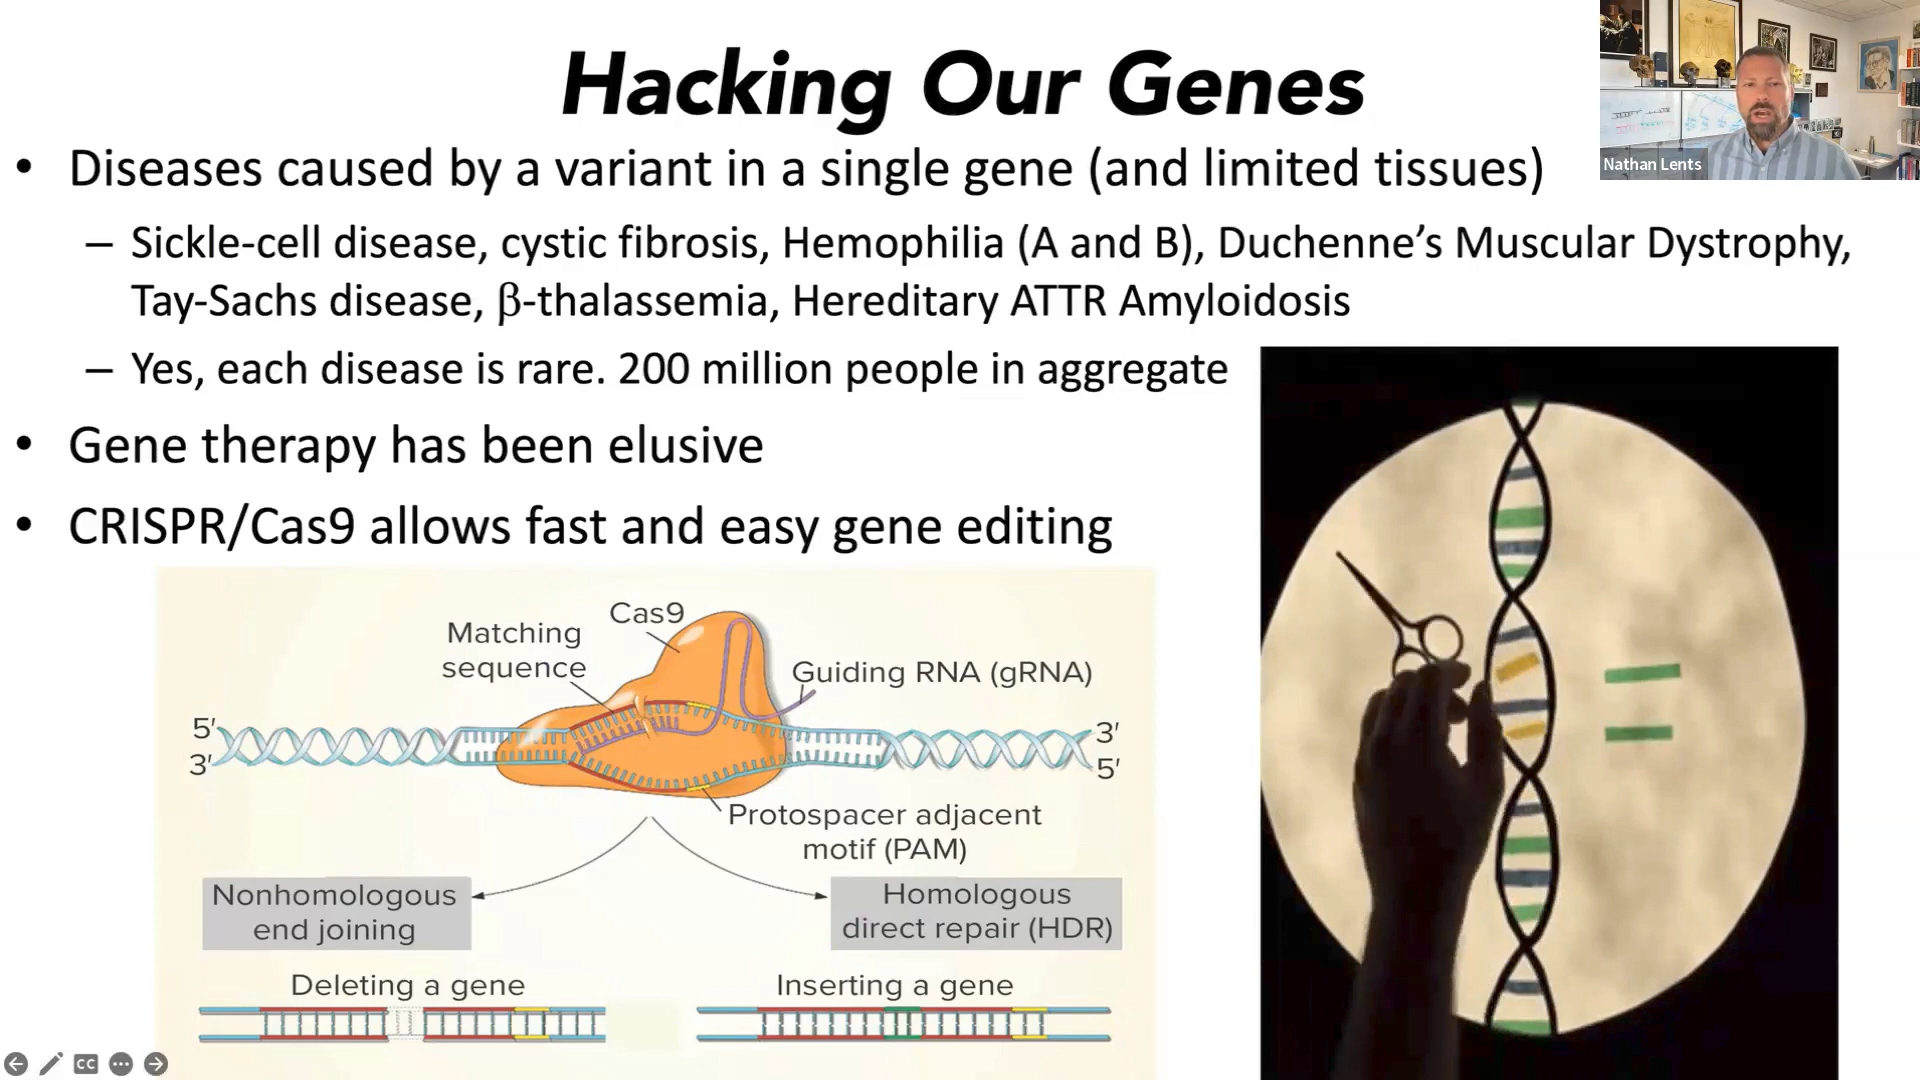 Hacking Our Genes
Nathan Lents
• Diseases caused by a variant in a single gene (and limited tissues)
– Sickle-cell disease, cystic fibrosis, Hemophilia (A and B), Duchenne’s Muscular Dystrophy,
Tay-Sachs disease, β-thalassemia, Hereditary ATTR Amyloidosis
– Yes, each disease is rare. 200 million people in aggregate
• Gene therapy has been elusive
• CRISPR/Cas9 allows fast and easy gene editing
Cas9
Matching
sequence
Guiding RNA (gRNA)
5′
3′
3′
5′
Protospacer adjacent
motif (PAM)
Nonhomologous
end joining
Homologous
direct repair (HDR)
Deleting a gene
Inserting a gene
CC